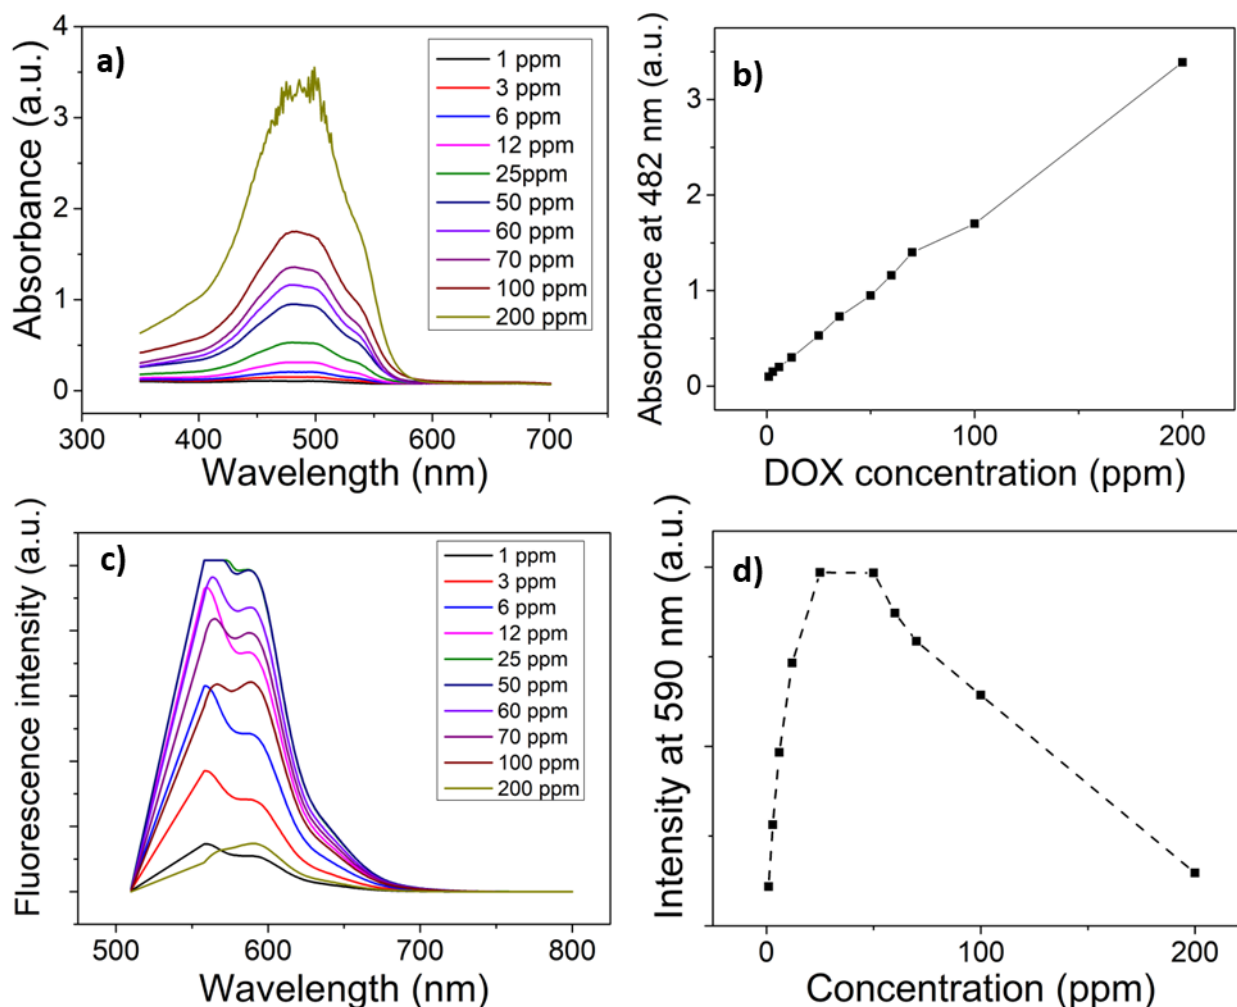 a)
Absorbance (a.u.)
4
3
2
1
0
1 ppm
3 ppm
6 ppm
12 ppm
25ppm
50 ppm
60 ppm
70 ppm
100 ppm
200 ppm
300 400 500 600 700
Wavelength (nm)
b)
Absorbance at 482 nm (a.u.)
3
2
1
0
0 100 200
DOX concentration (ppm)
c)
Fluorescence intensity (a.u.)
1 ppm
3 ppm
6 ppm
12 ppm
25 ppm
50 ppm
60 ppm
70 ppm
100 ppm
200 ppm
500 600 700 800
Wavelength (nm)
d)
Intensity at 590 nm (a.u.)
0 100 200
Concentration (ppm)